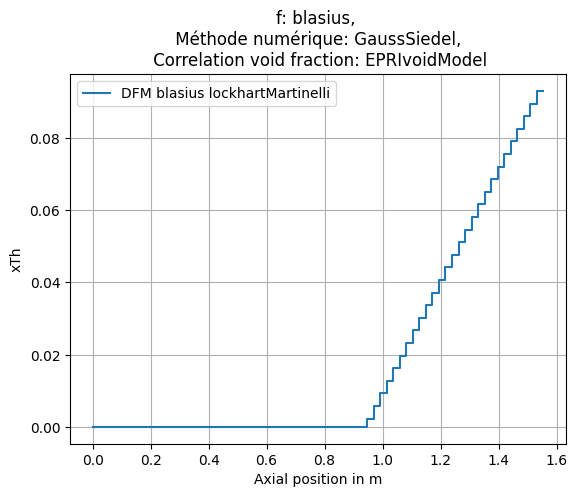 f: blasius,
Méthode numérique: GaussSiedel,
Correlation void fraction: EPRIvoidModel
DFM blasius lockhartMartinelli
xTh
0.08
0.06
0.04
0.02
0.00
0.0 0.2 0.4 0.6 0.8 1.0 1.2 1.4 1.6
Axial position in m